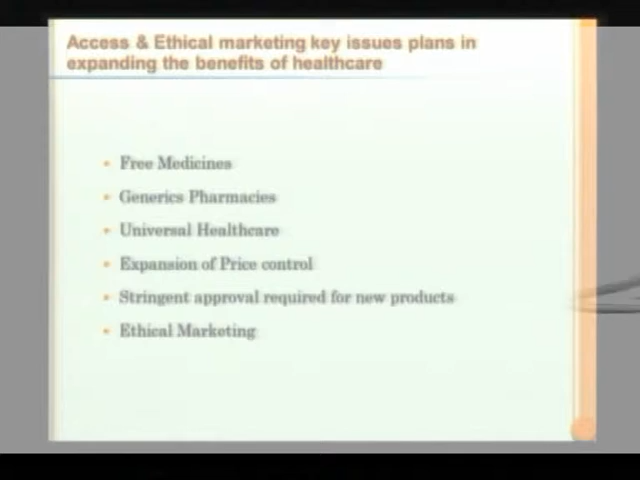 Access & Ethical marketing key issues plans in
expanding the benefits of healthcare
Free Medicines
Generics Pharmacies
Universal Healthcare
Expansion of Price control
Stringent approval required for new products
Ethical Marketing